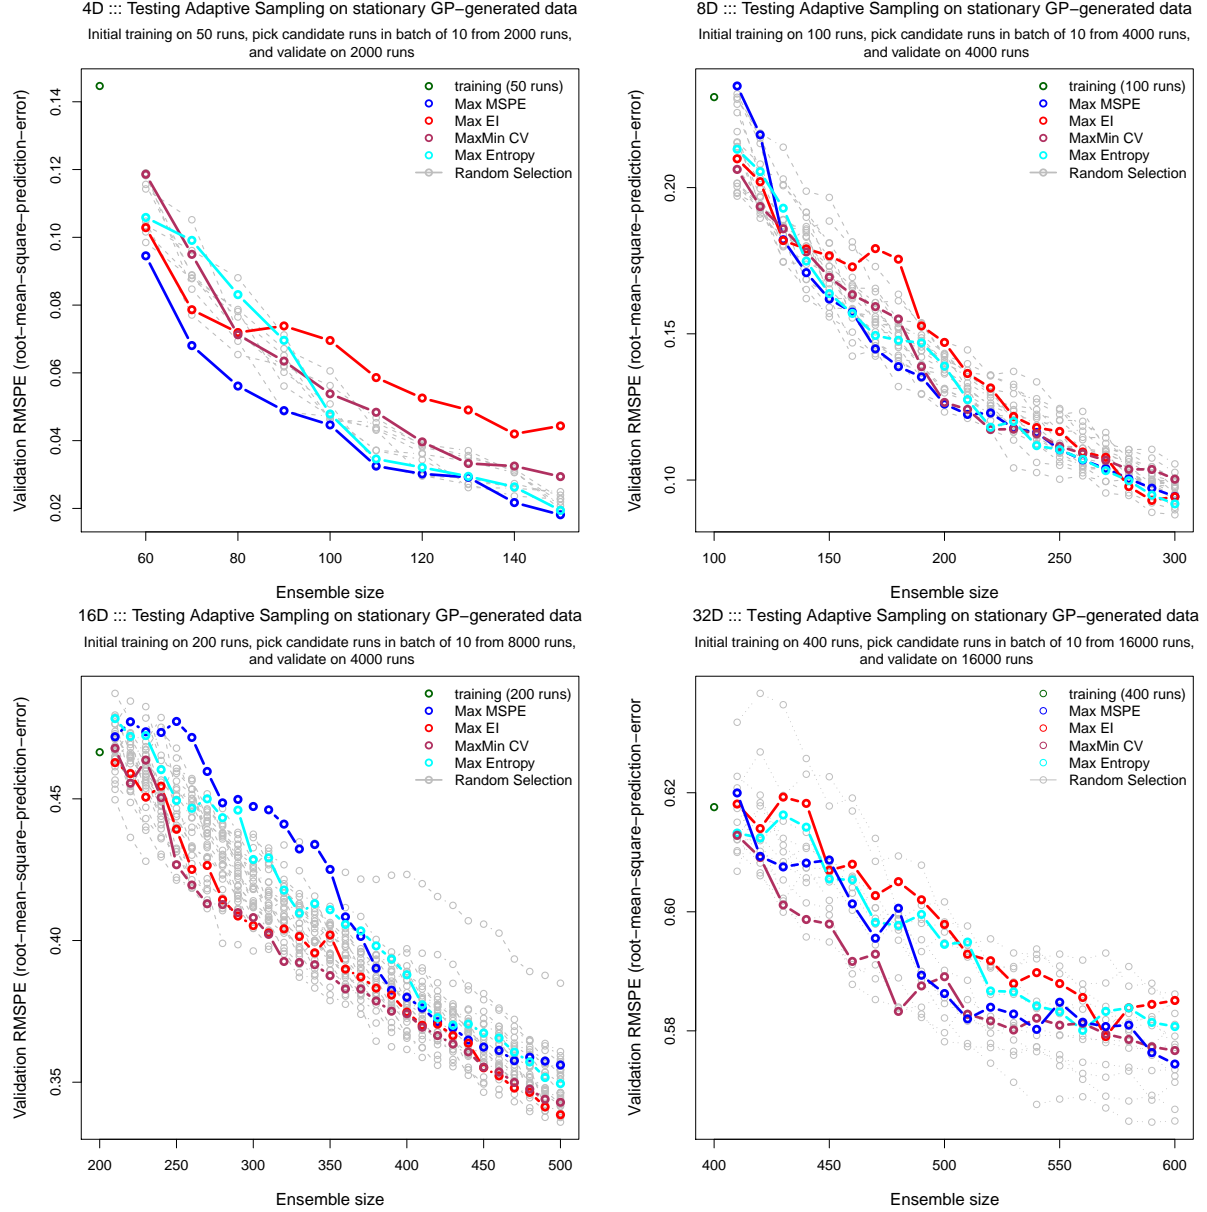 4D ::: Testing Adaptive Sampling on stationary GP−generated data
Initial training on 50 runs, pick candidate runs in batch of 10 from 2000 runs,
and validate on 2000 runs
Validation RMSPE (root−mean−square−prediction−error)
0.14
0.12
0.10
0.08
0.06
0.04
0.02
training (50 runs)
Max MSPE
Max EI
MaxMin CV
Max Entropy
Random Selection
60 80 100 120 140
Ensemble size
8D ::: Testing Adaptive Sampling on stationary GP−generated data
Initial training on 100 runs, pick candidate runs in batch of 10 from 4000 runs,
and validate on 4000 runs
Validation RMSPE (root−mean−square−prediction−error)
0.20
0.15
0.10
training (100 runs)
Max MSPE
Max EI
MaxMin CV
Max Entropy
Random Selection
100 150 200 250 300
Ensemble size
16D ::: Testing Adaptive Sampling on stationary GP−generated data
Initial training on 200 runs, pick candidate runs in batch of 10 from 8000 runs,
and validate on 4000 runs
Validation RMSPE (root−mean−square−prediction−error)
0.45
0.40
0.35
training (200 runs)
Max MSPE
Max EI
MaxMin CV
Max Entropy
Random Selection
200 250 300 350 400 450 500
Ensemble size
32D ::: Testing Adaptive Sampling on stationary GP−generated data
Initial training on 400 runs, pick candidate runs in batch of 10 from 16000 runs,
and validate on 16000 runs
Validation RMSPE (root−mean−square−prediction−error
0.62
0.60
0.58
training (400 runs)
Max MSPE
Max EI
MaxMin CV
Max Entropy
Random Selection
400 450 500 550 600
Ensemble size